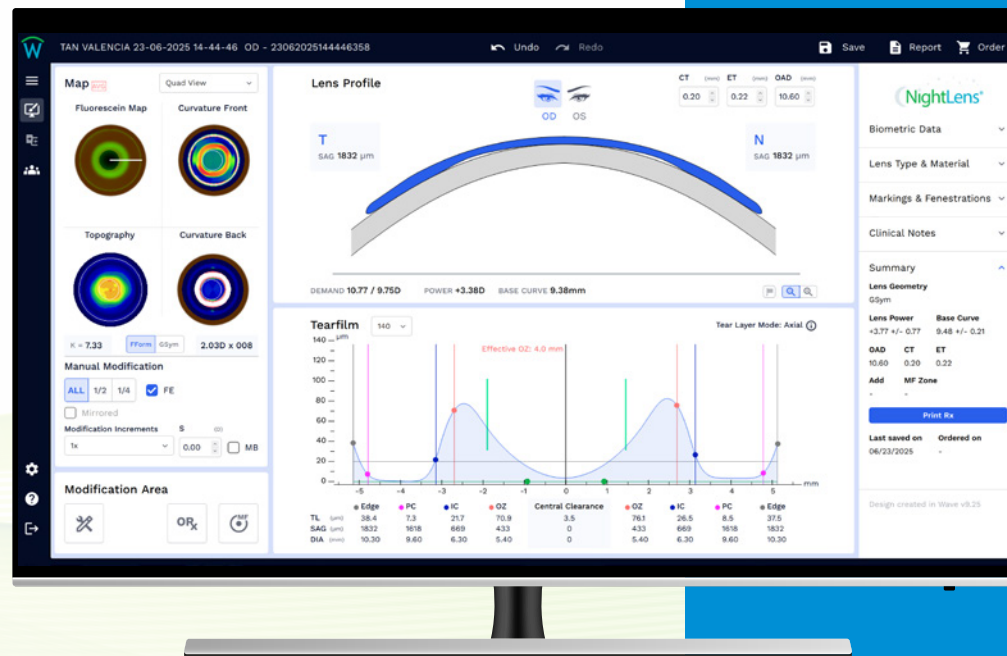 W
TAN VALENCIA 23-06-2025 14-44-46 OD - 23062025144446358
Undo
Redo
Save
Report
Order
Map
Quad View
Fluorescein Map
Curvature Front
Topography
Curvature Back
K = 7.33
FForm
GSym
2.03D x 008
Manual Modification
ALL
1/2
1/4
FE
Mirrored
Modification Increments
S
(D)
1x
0.00
MB
Modification Area
ORx
MF
Lens Profile
OD
OS
CT (mm) ET (mm) OAD (mm)
0.20 0.22 10.60
T
SAG 1832 µm
N
SAG 1832 µm
DEMAND 10.77 / 9.75D
POWER +3.38D
BASE CURVE 9.38mm
Tearfilm
140
Tear Layer Mode: Axial
Effective OZ: 4.0 mm
140 µm
120
100
80
60
40
20
0
-5 -4 -3 -2 -1 0 1 2 3 4 5 mm
Edge PC IC OZ Central Clearance OZ IC PC Edge
TL (µm) 38.4 7.3 21.7 70.9 3.5 76.1 26.5 8.5 37.5
SAG (µm) 1832 1618 669 433 0 433 669 1618 1832
DIA (mm) 10.30 9.60 6.30 5.40 0 5.40 6.30 9.60 10.30
NightLens®
Biometric Data
Lens Type & Material
Markings & Fenestrations
Clinical Notes
Summary
Lens Geometry
GSym
Lens Power Base Curve
+3.77 +/- 0.77 9.48 +/- 0.21
OAD CT ET
10.60 0.20 0.22
Add MF Zone
- -
Print Rx
Last saved on Ordered on
06/23/2025 -
Design created in Wave v9.25